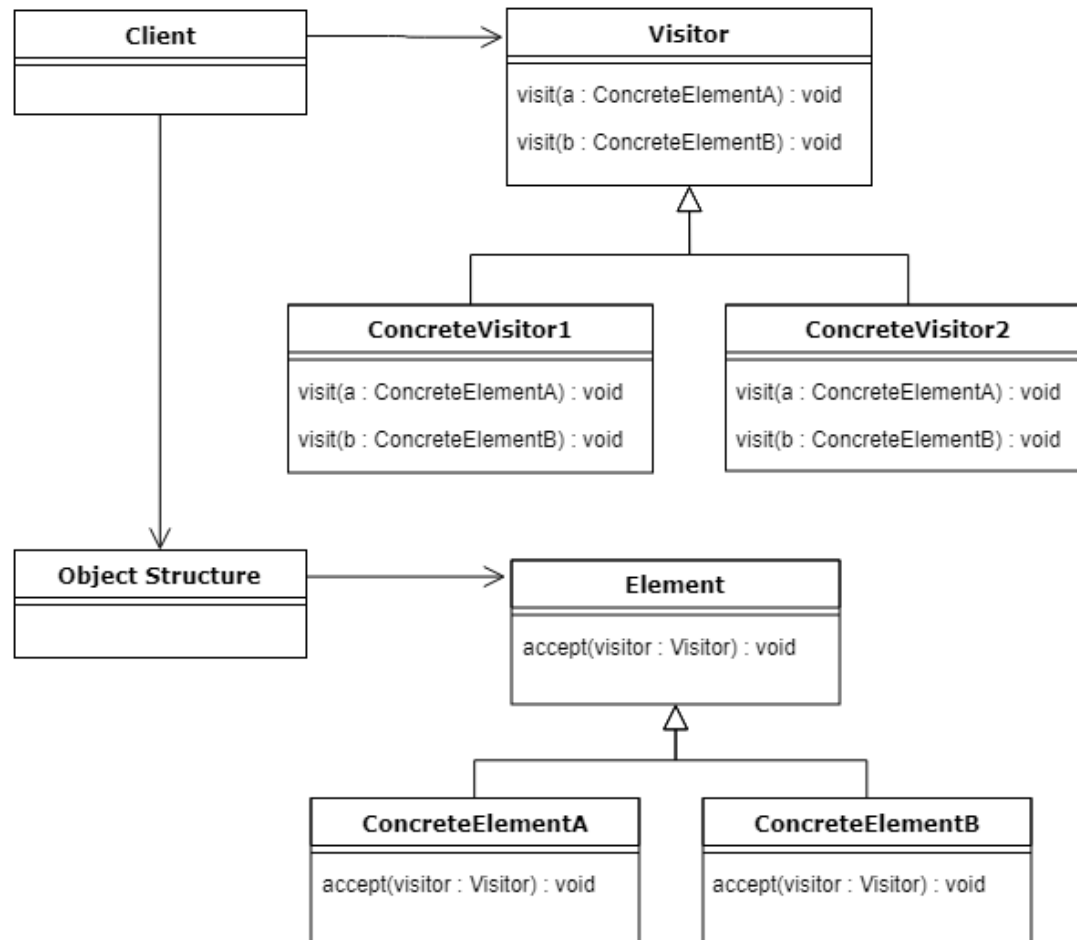 Client
Visitor
visit(a : ConcreteElementA) : void
visit(b : ConcreteElementB) : void
ConcreteVisitor1
visit(a : ConcreteElementA) : void
visit(b : ConcreteElementB) : void
ConcreteVisitor2
visit(a : ConcreteElementA) : void
visit(b : ConcreteElementB) : void
Object Structure
Element
accept(visitor : Visitor) : void
ConcreteElementA
accept(visitor : Visitor) : void
ConcreteElementB
accept(visitor : Visitor) : void